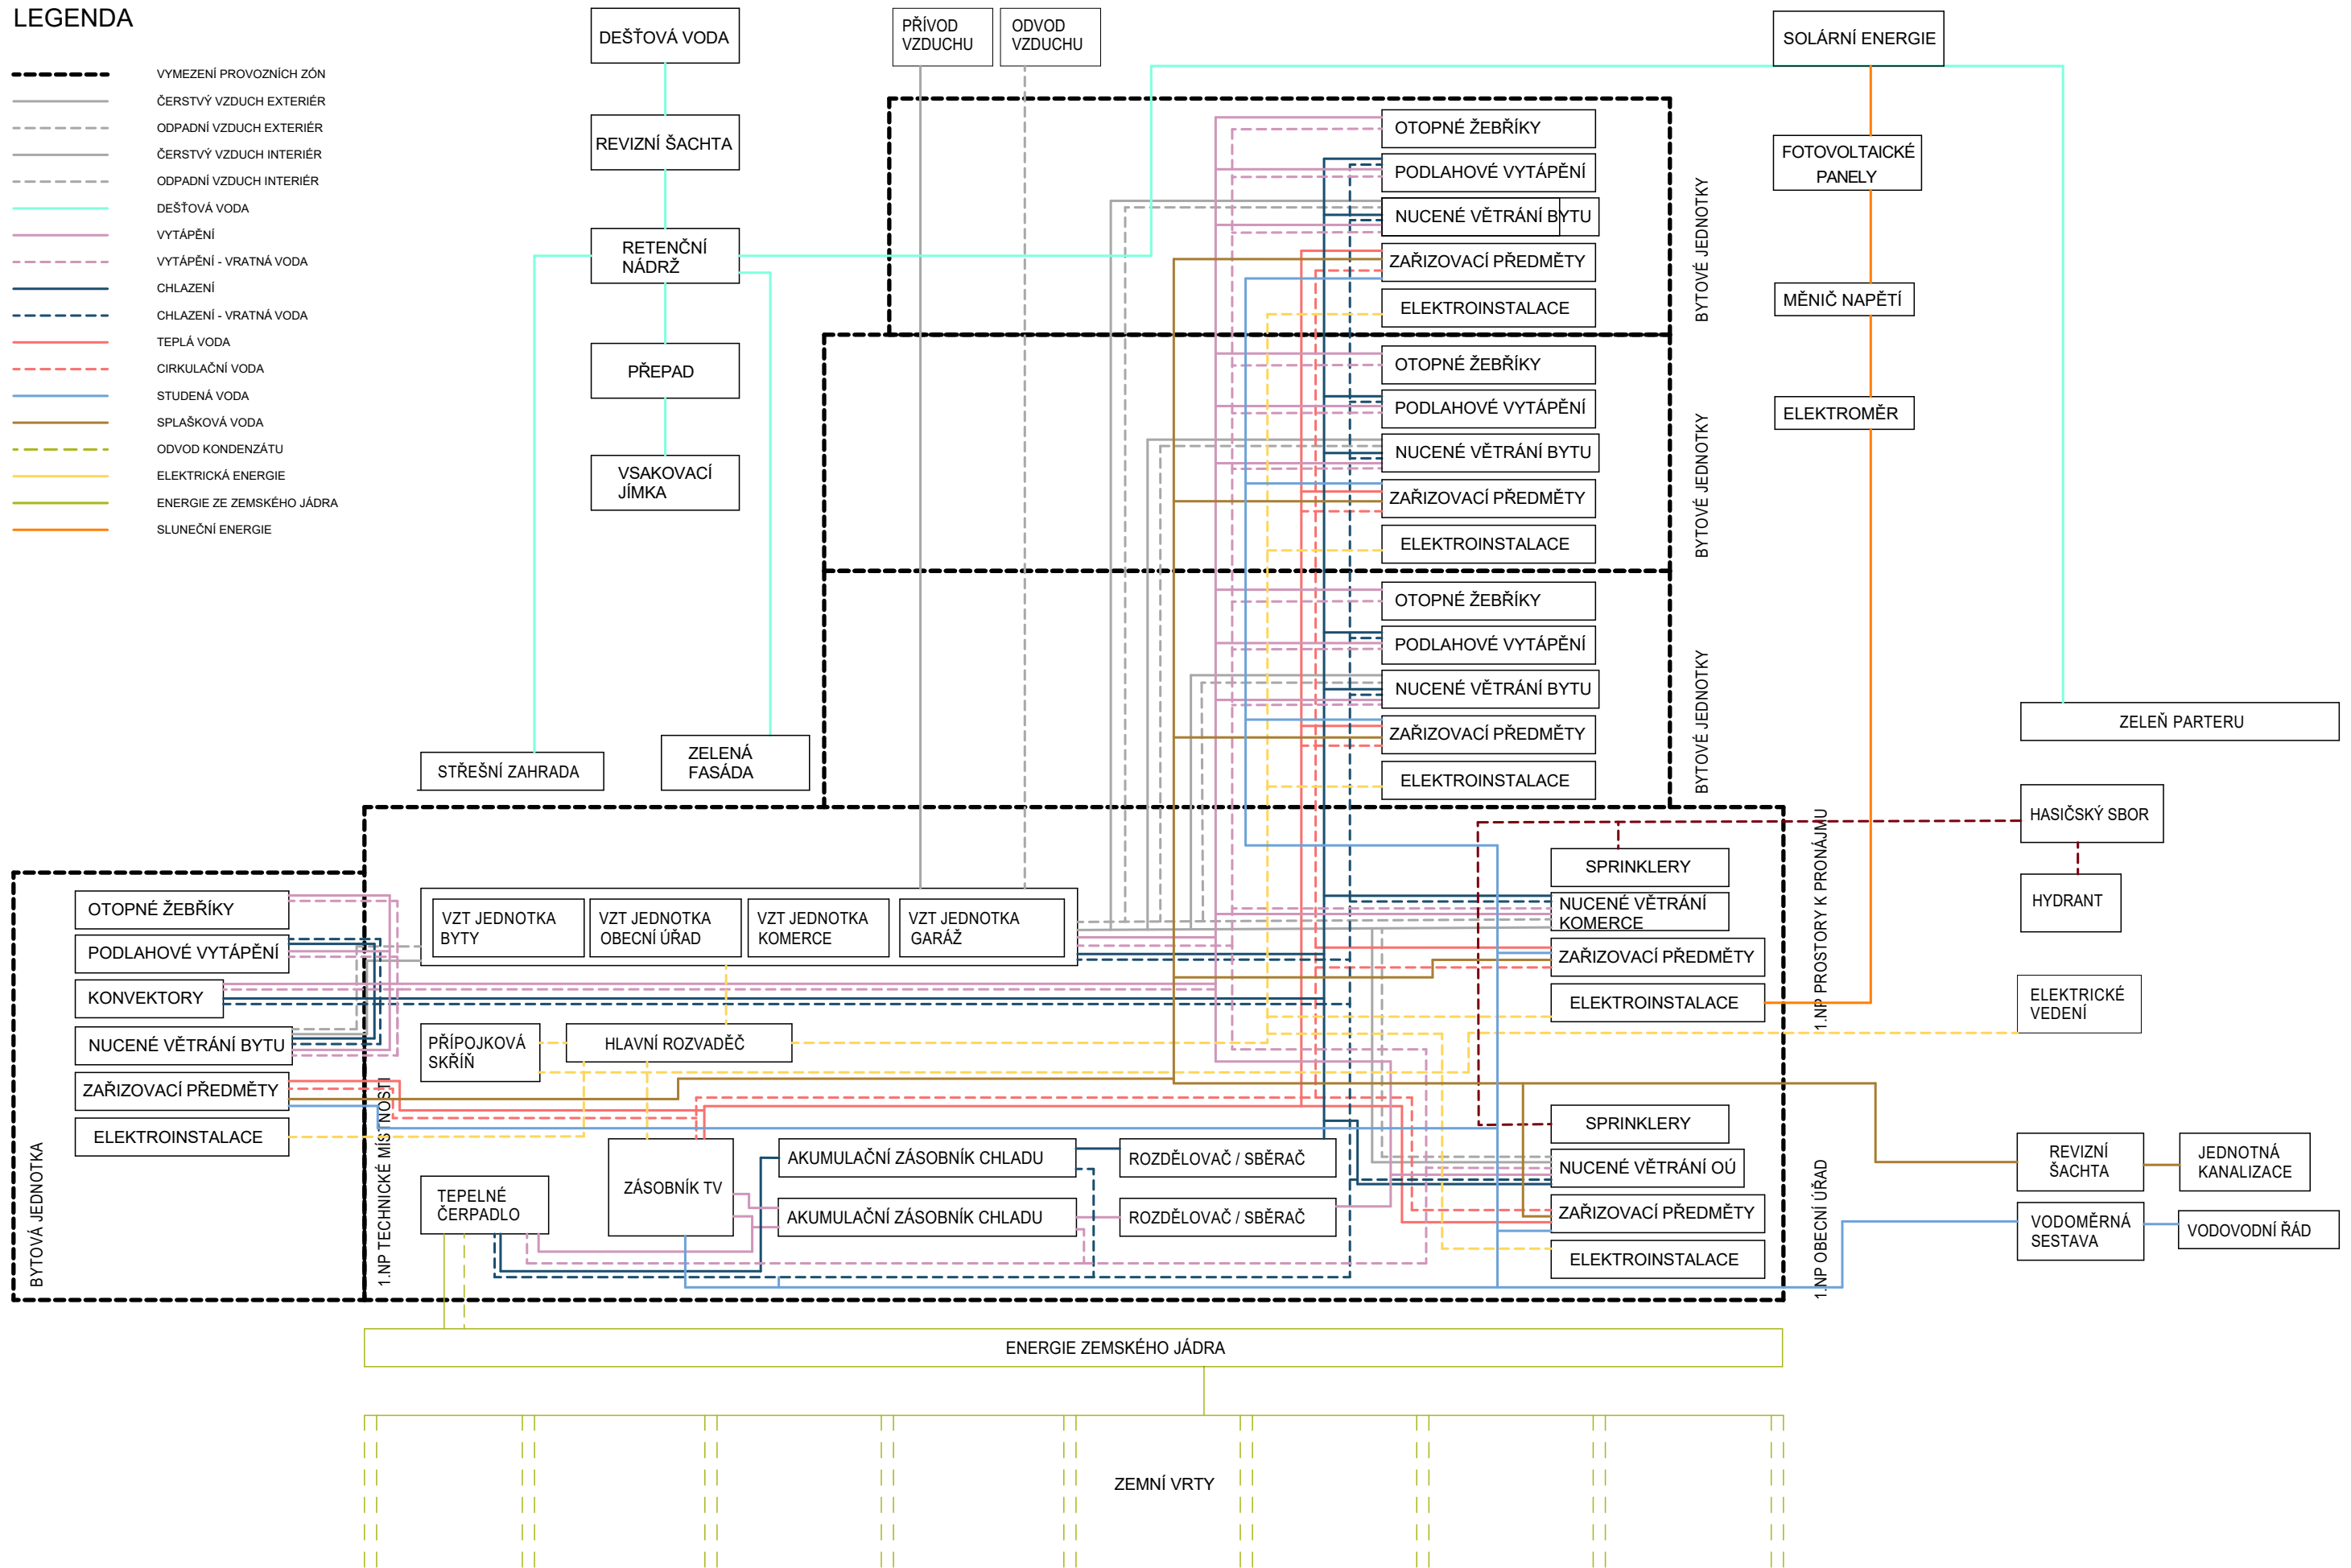 LEGENDA
VYMEZENÍ PROVOZNÍCH ZÓN
ČERSTVÝ VZDUCH EXTERIÉR
ODPADNÍ VZDUCH EXTERIÉR
ČERSTVÝ VZDUCH INTERIÉR
ODPADNÍ VZDUCH INTERIÉR
DEŠŤOVÁ VODA
VYTÁPĚNÍ
VYTÁPĚNÍ - VRATNÁ VODA
CHLAZENÍ
CHLAZENÍ - VRATNÁ VODA
TEPLÁ VODA
CIRKULAČNÍ VODA
STUDENÁ VODA
SPLAŠKOVÁ VODA
ODVOD KONDENZÁTU
ELEKTRICKÁ ENERGIE
ENERGIE ZE ZEMSKÉHO JÁDRA
SLUNEČNÍ ENERGIE
DEŠŤOVÁ VODA
REVIZNÍ ŠACHTA
RETENČNÍ
NÁDRŽ
PŘEPAD
VSAKOVACÍ
JÍMKA
STŘEŠNÍ ZAHRADA
ZELENÁ
FASÁDA
PŘÍVOD
VZDUCHU
ODVOD
VZDUCHU
OTOPNÉ ŽEBŘÍKY
PODLAHOVÉ VYTÁPĚNÍ
NUCENÉ VĚTRÁNÍ BYTU
ZAŘIZOVACÍ PŘEDMĚTY
ELEKTROINSTALACE
BYTOVÉ JEDNOTKY
OTOPNÉ ŽEBŘÍKY
PODLAHOVÉ VYTÁPĚNÍ
NUCENÉ VĚTRÁNÍ BYTU
ZAŘIZOVACÍ PŘEDMĚTY
ELEKTROINSTALACE
BYTOVÉ JEDNOTKY
OTOPNÉ ŽEBŘÍKY
PODLAHOVÉ VYTÁPĚNÍ
NUCENÉ VĚTRÁNÍ BYTU
ZAŘIZOVACÍ PŘEDMĚTY
ELEKTROINSTALACE
BYTOVÉ JEDNOTKY
SOLÁRNÍ ENERGIE
FOTOVOLTAICKÉ
PANELY
MĚNIČ NAPĚTÍ
ELEKTROMĚR
ZELEŇ PARTERU
HASIČSKÝ SBOR
HYDRANT
ELEKTRICKÉ
VEDENÍ
REVIZNÍ
ŠACHTA
JEDNOTNÁ
KANALIZACE
VODOMĚRNÁ
SESTAVA
VODOVODNÍ ŘÁD
OTOPNÉ ŽEBŘÍKY
PODLAHOVÉ VYTÁPĚNÍ
KONVEKTORY
NUCENÉ VĚTRÁNÍ BYTU
ZAŘIZOVACÍ PŘEDMĚTY
ELEKTROINSTALACE
BYTOVÁ JEDNOTKA
1.NP TECHNICKÉ MÍSTNOSTI
VZT JEDNOTKA
BYTY
VZT JEDNOTKA
OBECNÍ ÚŘAD
VZT JEDNOTKA
KOMERCE
VZT JEDNOTKA
GARÁŽ
PŘÍPOJKOVÁ
SKŘÍŇ
HLAVNÍ ROZVADĚČ
TEPELNÉ
ČERPADLO
ZÁSOBNÍK TV
AKUMULAČNÍ ZÁSOBNÍK CHLADU
ROZDĚLOVAČ / SBĚRAČ
AKUMULAČNÍ ZÁSOBNÍK CHLADU
ROZDĚLOVAČ / SBĚRAČ
SPRINKLERY
NUCENÉ VĚTRÁNÍ
KOMERCE
ZAŘIZOVACÍ PŘEDMĚTY
ELEKTROINSTALACE
1.NP PROSTORY K PRONÁJMU
SPRINKLERY
NUCENÉ VĚTRÁNÍ OÚ
ZAŘIZOVACÍ PŘEDMĚTY
ELEKTROINSTALACE
1.NP OBECNÍ ÚŘAD
ENERGIE ZEMSKÉHO JÁDRA
ZEMNÍ VRTY